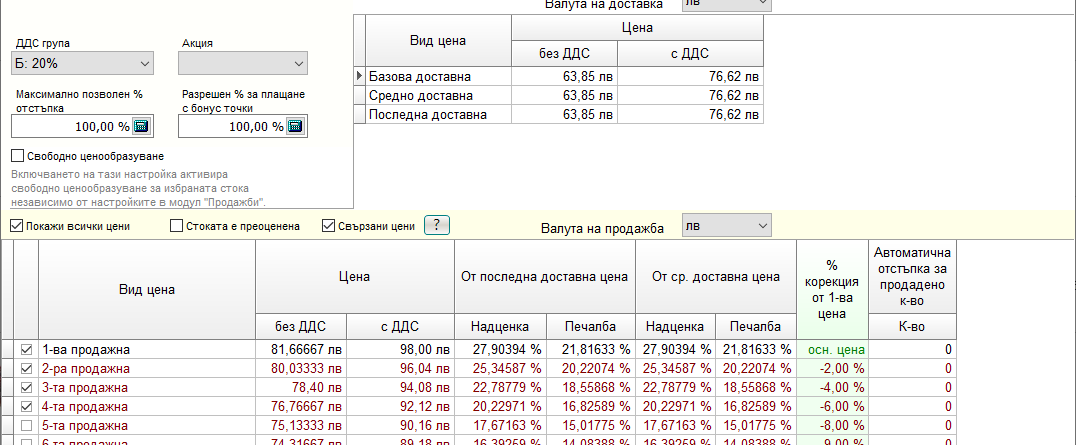 Валута на доставка
лв
ДДС група
Акция
Б: 20%
Максимално позволен %
отстъпка
Разрешен % за плащане
с бонус точки
100,00 %
100,00 %
Свободно ценообразуване
Включването на тази настройка активира
свободно ценообразуване за избраната стока
независимо от настройките в модул "Продажби".
Вид цена
Цена
без ДДС
с ДДС
Базова доставна 63,85 лв 76,62 лв
Средно доставна 63,85 лв 76,62 лв
Последна доставна 63,85 лв 76,62 лв
Покажи всички цени
Стоката е преоценена
Свързани цени
?
Валута на продажба
лв
Вид цена
Цена
От последна доставна цена
От ср. доставна цена
%
корекция
от 1-ва
цена
Автоматична
отстъпка за
продадено
к-во
без ДДС
с ДДС
Надценка
Печалба
Надценка
Печалба
К-во
1-ва продажна 81,66667 лв 98,00 лв 27,90394 % 21,81633 % 27,90394 % 21,81633 % осн. цена 0
2-ра продажна 80,03333 лв 96,04 лв 25,34587 % 20,22074 % 25,34587 % 20,22074 % -2,00 % 0
3-та продажна 78,40 лв 94,08 лв 22,78779 % 18,55868 % 22,78779 % 18,55868 % -4,00 % 0
4-та продажна 76,76667 лв 92,12 лв 20,22971 % 16,82589 % 20,22971 % 16,82589 % -6,00 % 0
5-та продажна 75,13333 лв 90,16 лв 17,67163 % 15,01775 % 17,67163 % 15,01775 % -8,00 % 0
6-та продажна 74,31667 лв 89,18 лв 16,39259 % 14,08388 % 16,39259 % 14,08388 % -9,00 % 0